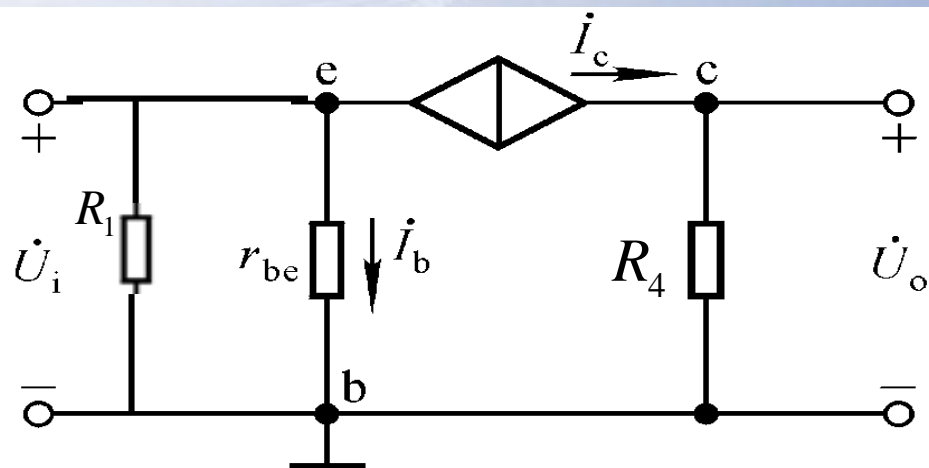 İc
e c
+ +
R1
U̇i rbe İb R4 U̇o
− −
b